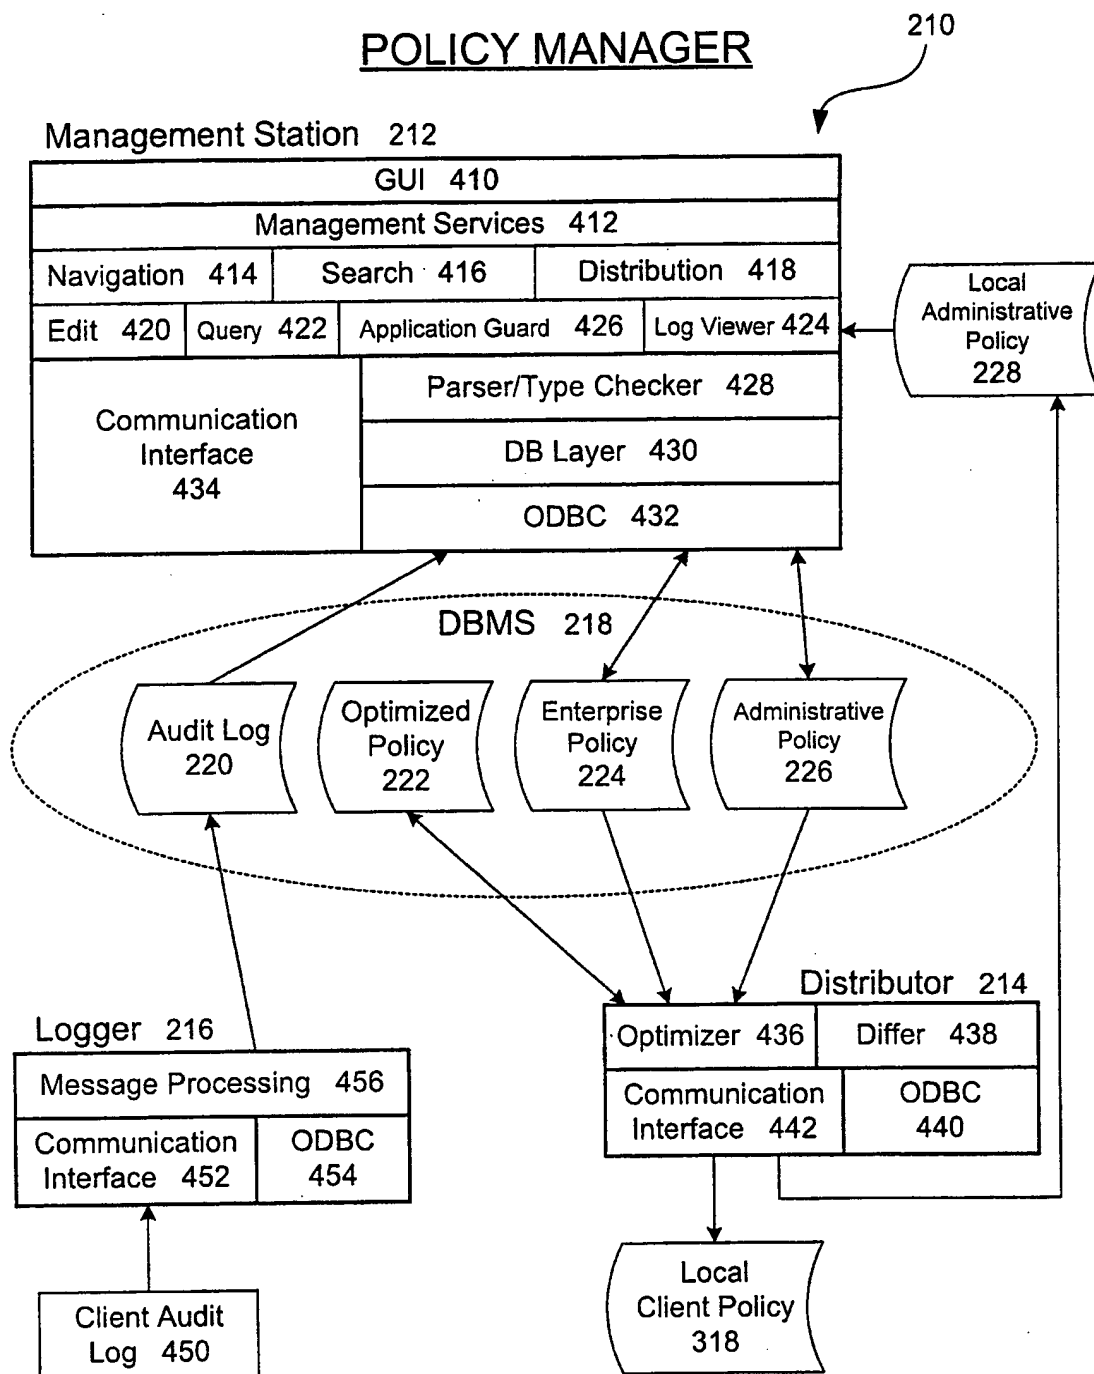 210
POLICY MANAGER
Management Station 212
GUI 410
Management Services 412
Navigation 414
Search 416
Distribution 418
Edit 420
Query 422
Application Guard 426
Log Viewer 424
Local
Administrative
Policy
228
Communication
Interface
434
Parser/Type Checker 428
DB Layer 430
ODBC 432
DBMS 218
Audit Log
220
Optimized
Policy
222
Enterprise
Policy
224
Administrative
Policy
226
Distributor 214
Optimizer 436
Differ 438
Communication
Interface 442
ODBC
440
Logger 216
Message Processing 456
Communication
Interface 452
ODBC
454
Client Audit
Log 450
Local
Client Policy
318